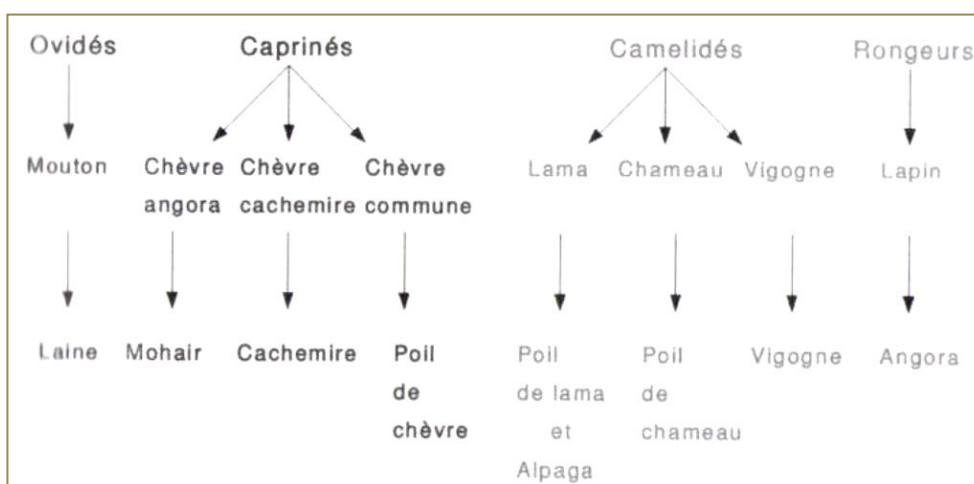 Ovidés Caprinés Camelidés Rongeurs
Mouton Chèvre Chèvre Chèvre Lama Chameau Vigogne Lapin
angora cachemire commune
Laine Mohair Cachemire Poil Poil Poil Vigogne Angora
de de lama de
chèvre et chameau
Alpaga